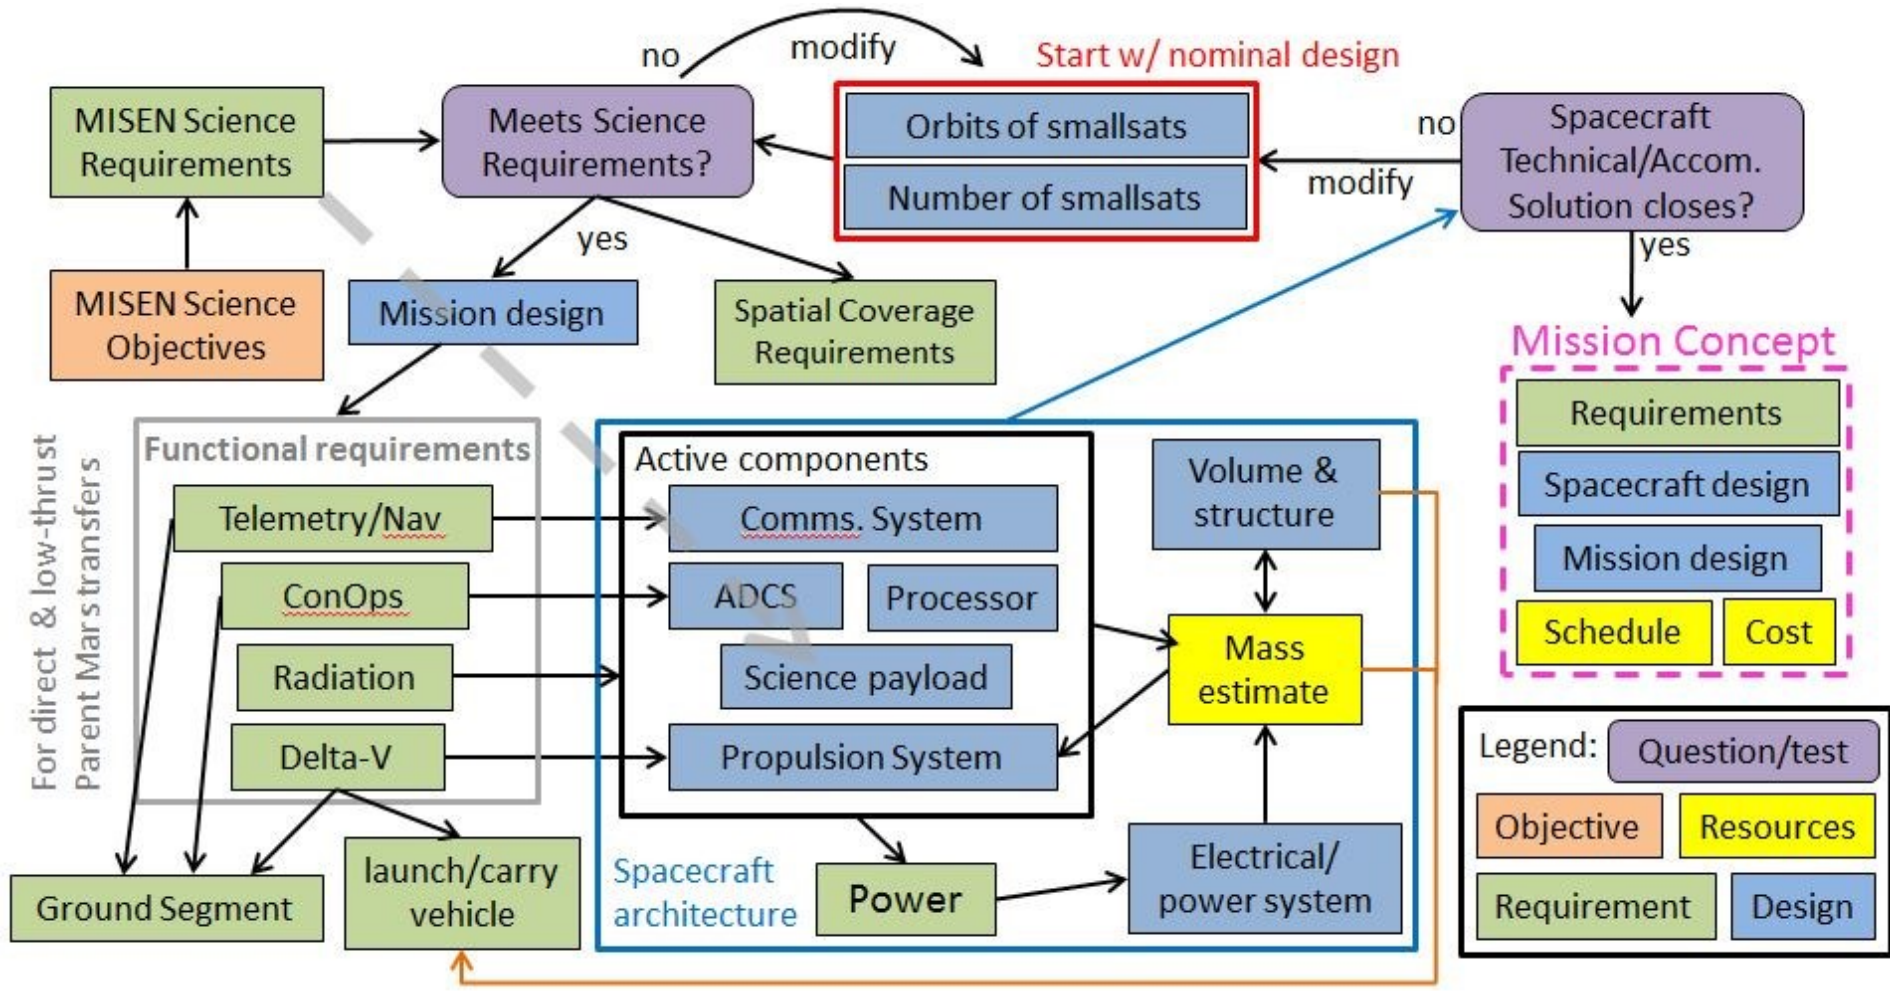 no
modify
Start w/ nominal design
MISEN Science
Requirements
Meets Science
Requirements?
Orbits of smallsats
Number of smallsats
no
modify
Spacecraft
Technical/Accom.
Solution closes?
yes
yes
MISEN Science
Objectives
Mission design
Spatial Coverage
Requirements
Mission Concept
Requirements
Spacecraft design
Mission design
Schedule
Cost
For direct & low-thrust
Parent Mars transfers
Functional requirements
Telemetry/Nav
ConOps
Radiation
Delta-V
Active components
Comms. System
ADCS
Processor
Science payload
Propulsion System
Volume &
structure
Mass
estimate
Ground Segment
launch/carry
vehicle
Spacecraft
architecture
Power
Electrical/
power system
Legend:
Question/test
Objective
Resources
Requirement
Design